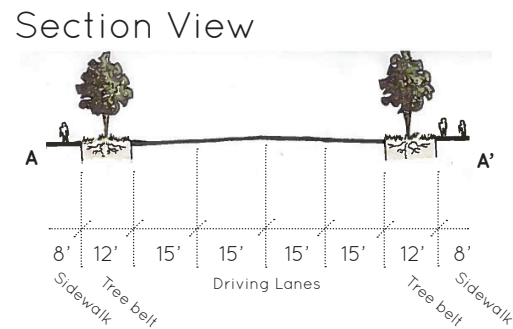 Section View
A A'
8' 12' 15' 15' 15' 15' 12' 8'
Sidewalk Tree belt Driving Lanes Tree belt Sidewalk